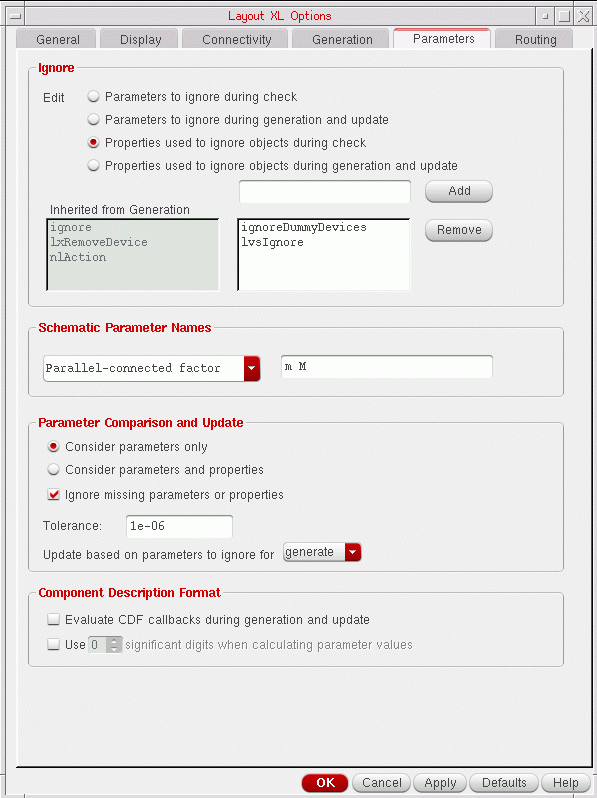 Layout XL Options
General Display Connectivity Generation Parameters Routing
Ignore
Edit Parameters to ignore during check
Parameters to ignore during generation and update
Properties used to ignore objects during check
Properties used to ignore objects during generation and update
Add
Inherited from Generation
ignore ignoreDummyDevices Remove
lxRemoveDevice lvsIgnore
nlAction
Schematic Parameter Names
Parallel-connected factor m M
Parameter Comparison and Update
Consider parameters only
Consider parameters and properties
Ignore missing parameters or properties
Tolerance: 1e-06
Update based on parameters to ignore for generate
Component Description Format
Evaluate CDF callbacks during generation and update
Use 0 significant digits when calculating parameter values
OK Cancel Apply Defaults Help